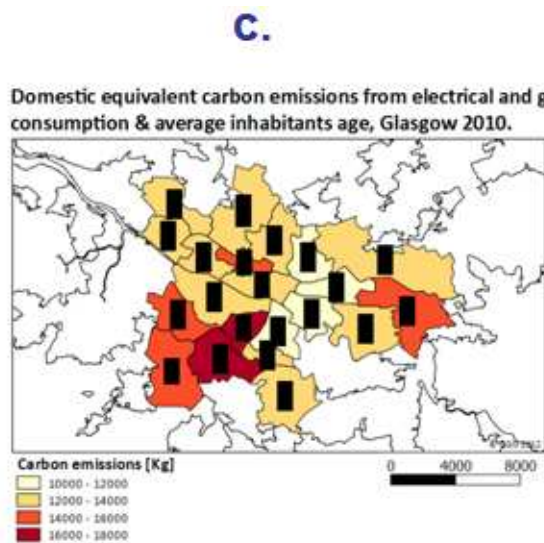 C.
Domestic equivalent carbon emissions from electrical and g
consumption & average inhabitants age, Glasgow 2010.
Carbon emissions [Kg]
10000 - 12000
12000 - 14000
14000 - 16000
16000 - 18000
0 4000 8000